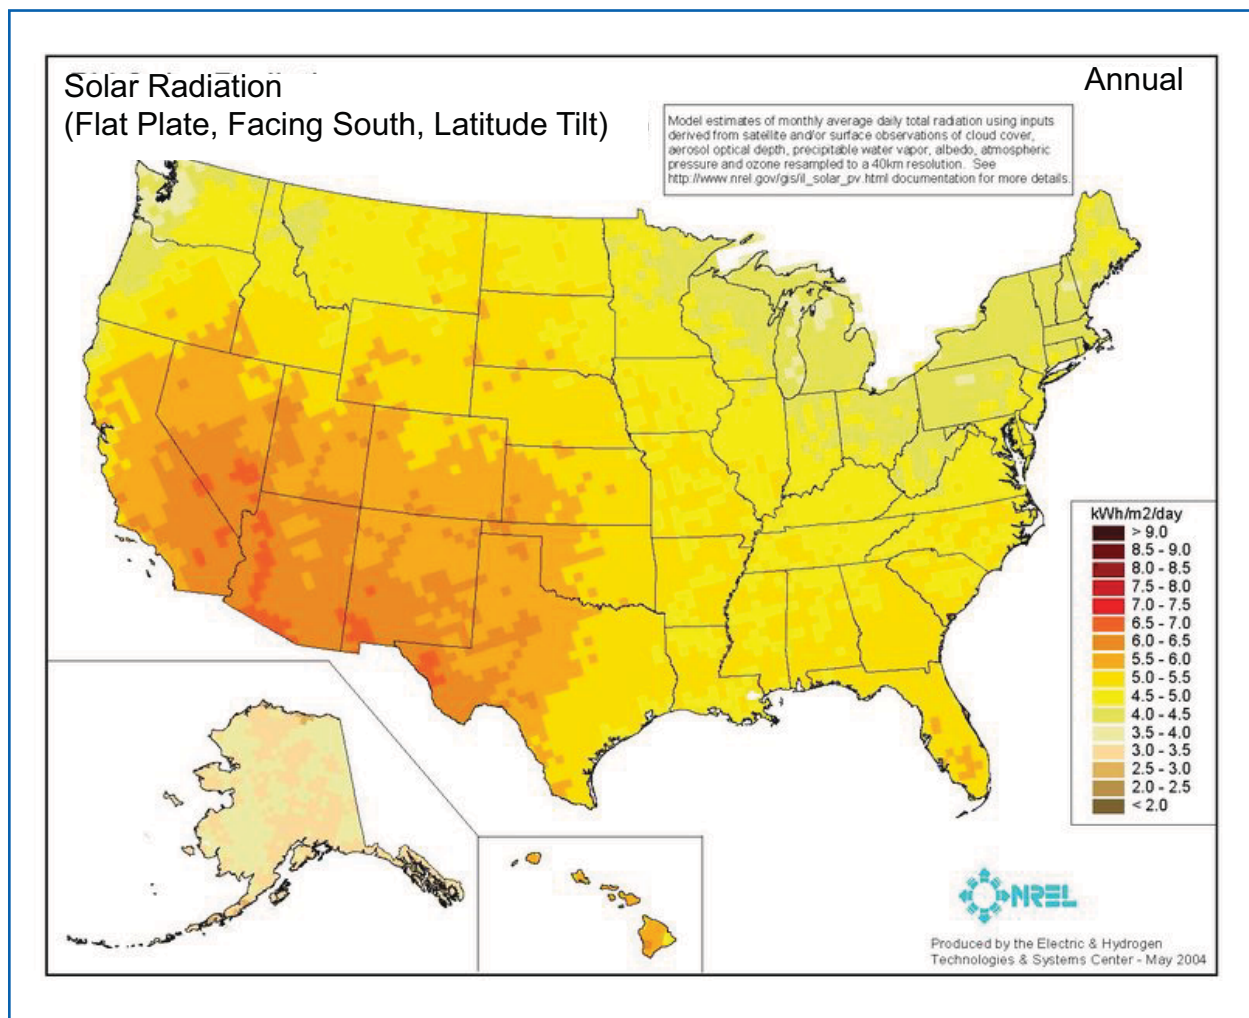 Solar Radiation
(Flat Plate, Facing South, Latitude Tilt)
Annual
Model estimates of monthly average daily total radiation using inputs
derived from satellite and/or surface observations of cloud cover,
aerosol optical depth, precipitable water vapor, albedo, atmospheric
pressure and ozone resampled to a 40km resolution. See
http://www.nrel.gov/gis/il_solar_pv.html documentation for more details.
kWh/m2/day
> 9.0
8.5 - 9.0
8.0 - 8.5
7.5 - 8.0
7.0 - 7.5
6.5 - 7.0
6.0 - 6.5
5.5 - 6.0
5.0 - 5.5
4.5 - 5.0
4.0 - 4.5
3.5 - 4.0
3.0 - 3.5
2.5 - 3.0
2.0 - 2.5
< 2.0
NREL
Produced by the Electric & Hydrogen
Technologies & Systems Center - May 2004